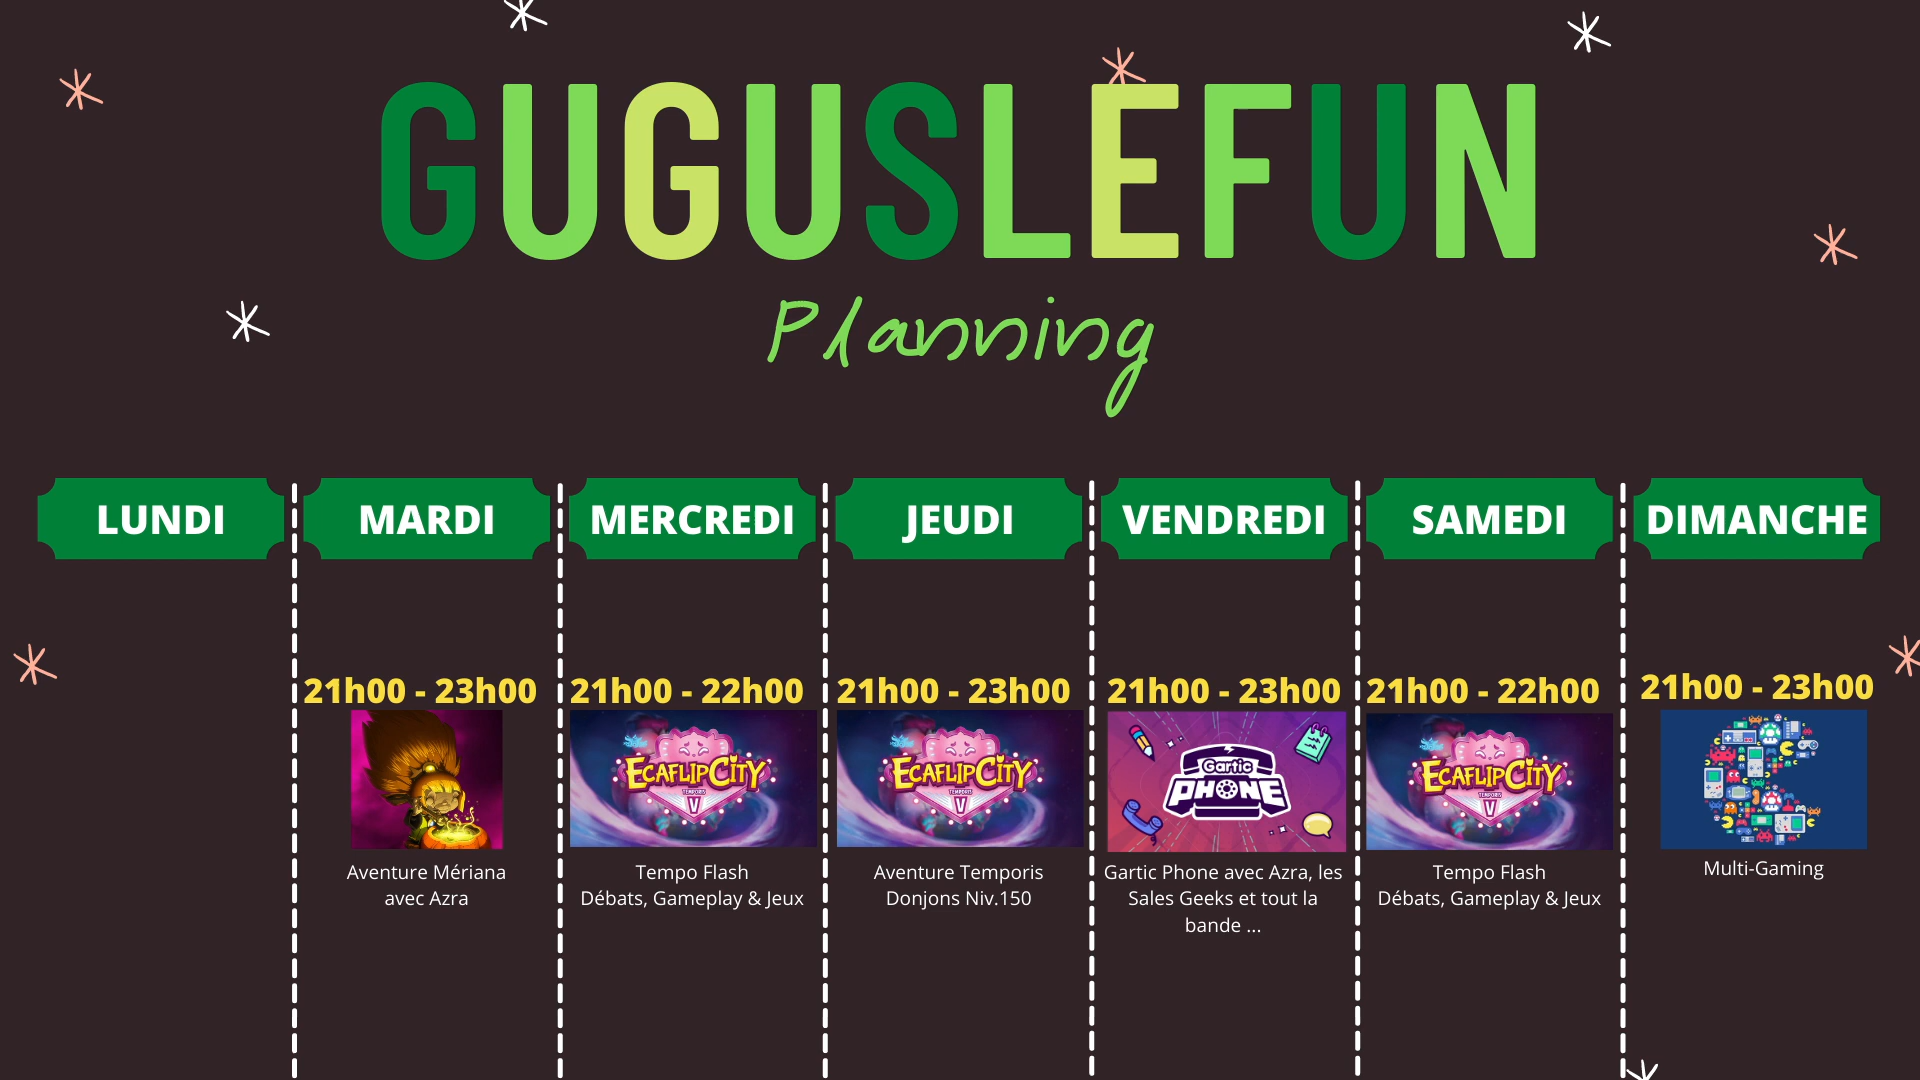 GUGUSLEFUN
Planning
LUNDI
MARDI
21h00 - 23h00
Aventure Mériana
avec Azra
MERCREDI
21h00 - 22h00
ECAFLIPCITY
TEMPORIS
V
Tempo Flash
Débats, Gameplay & Jeux
JEUDI
21h00 - 23h00
ECAFLIPCITY
TEMPORIS
V
Aventure Temporis
Donjons Niv.150
VENDREDI
21h00 - 23h00
Gartic
PHONE
Gartic Phone avec Azra, les
Sales Geeks et tout la
bande ...
SAMEDI
21h00 - 22h00
ECAFLIPCITY
TEMPORIS
V
Tempo Flash
Débats, Gameplay & Jeux
DIMANCHE
21h00 - 23h00
Multi-Gaming